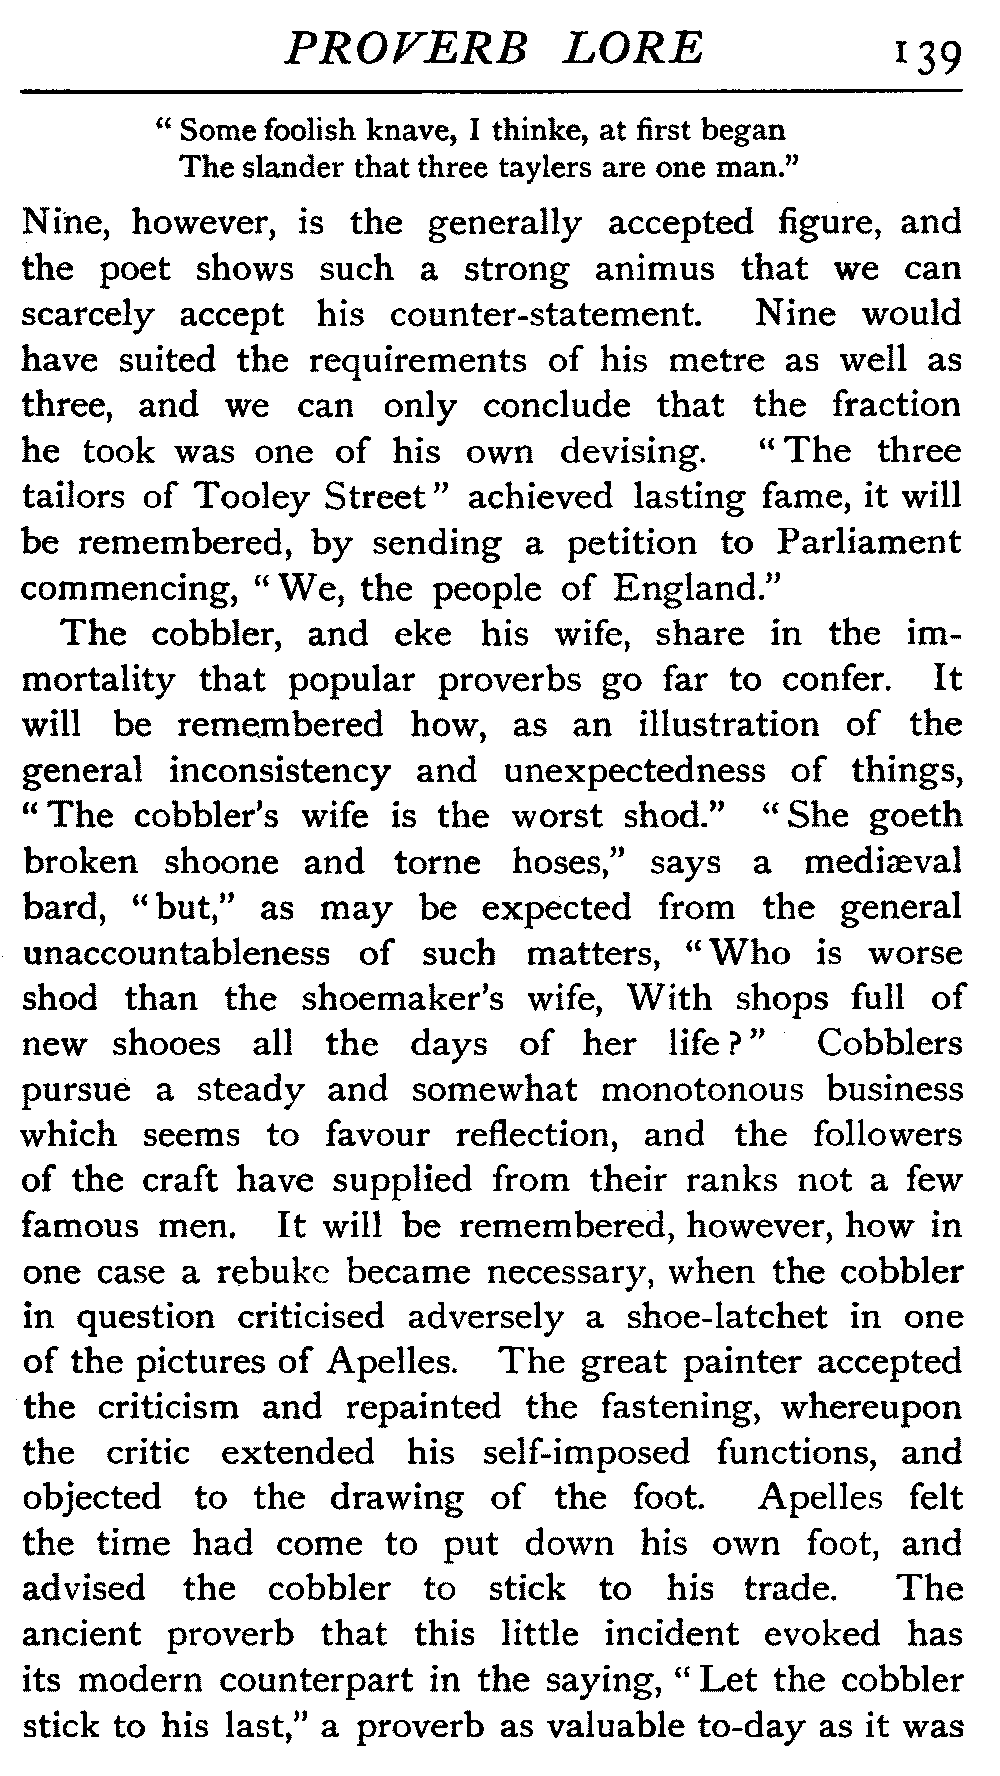 PROVERB LORE 139
“ Some foolish knave, I thinke, at first began
The slander that three taylers are one man.”
Nine, however, is the generally accepted figure, and
the poet shows such a strong animus that we can
scarcely accept his counter-statement. Nine would
have suited the requirements of his metre as well as
three, and we can only conclude that the fraction
he took was one of his own devising. “ The three
tailors of Tooley Street ” achieved lasting fame, it will
be remembered, by sending a petition to Parliament
commencing, “ We, the people of England.”
The cobbler, and eke his wife, share in the im-
mortality that popular proverbs go far to confer. It
will be remembered how, as an illustration of the
general inconsistency and unexpectedness of things,
“ The cobbler's wife is the worst shod.” “ She goeth
broken shoone and torne hoses,” says a mediæval
bard, “ but,” as may be expected from the general
unaccountableness of such matters, “ Who is worse
shod than the shoemaker's wife, With shops full of
new shooes all the days of her life ? ” Cobblers
pursue a steady and somewhat monotonous business
which seems to favour reflection, and the followers
of the craft have supplied from their ranks not a few
famous men. It will be remembered, however, how in
one case a rebuke became necessary, when the cobbler
in question criticised adversely a shoe-latchet in one
of the pictures of Apelles. The great painter accepted
the criticism and repainted the fastening, whereupon
the critic extended his self-imposed functions, and
objected to the drawing of the foot. Apelles felt
the time had come to put down his own foot, and
advised the cobbler to stick to his trade. The
ancient proverb that this little incident evoked has
its modern counterpart in the saying, “ Let the cobbler
stick to his last,” a proverb as valuable to-day as it was